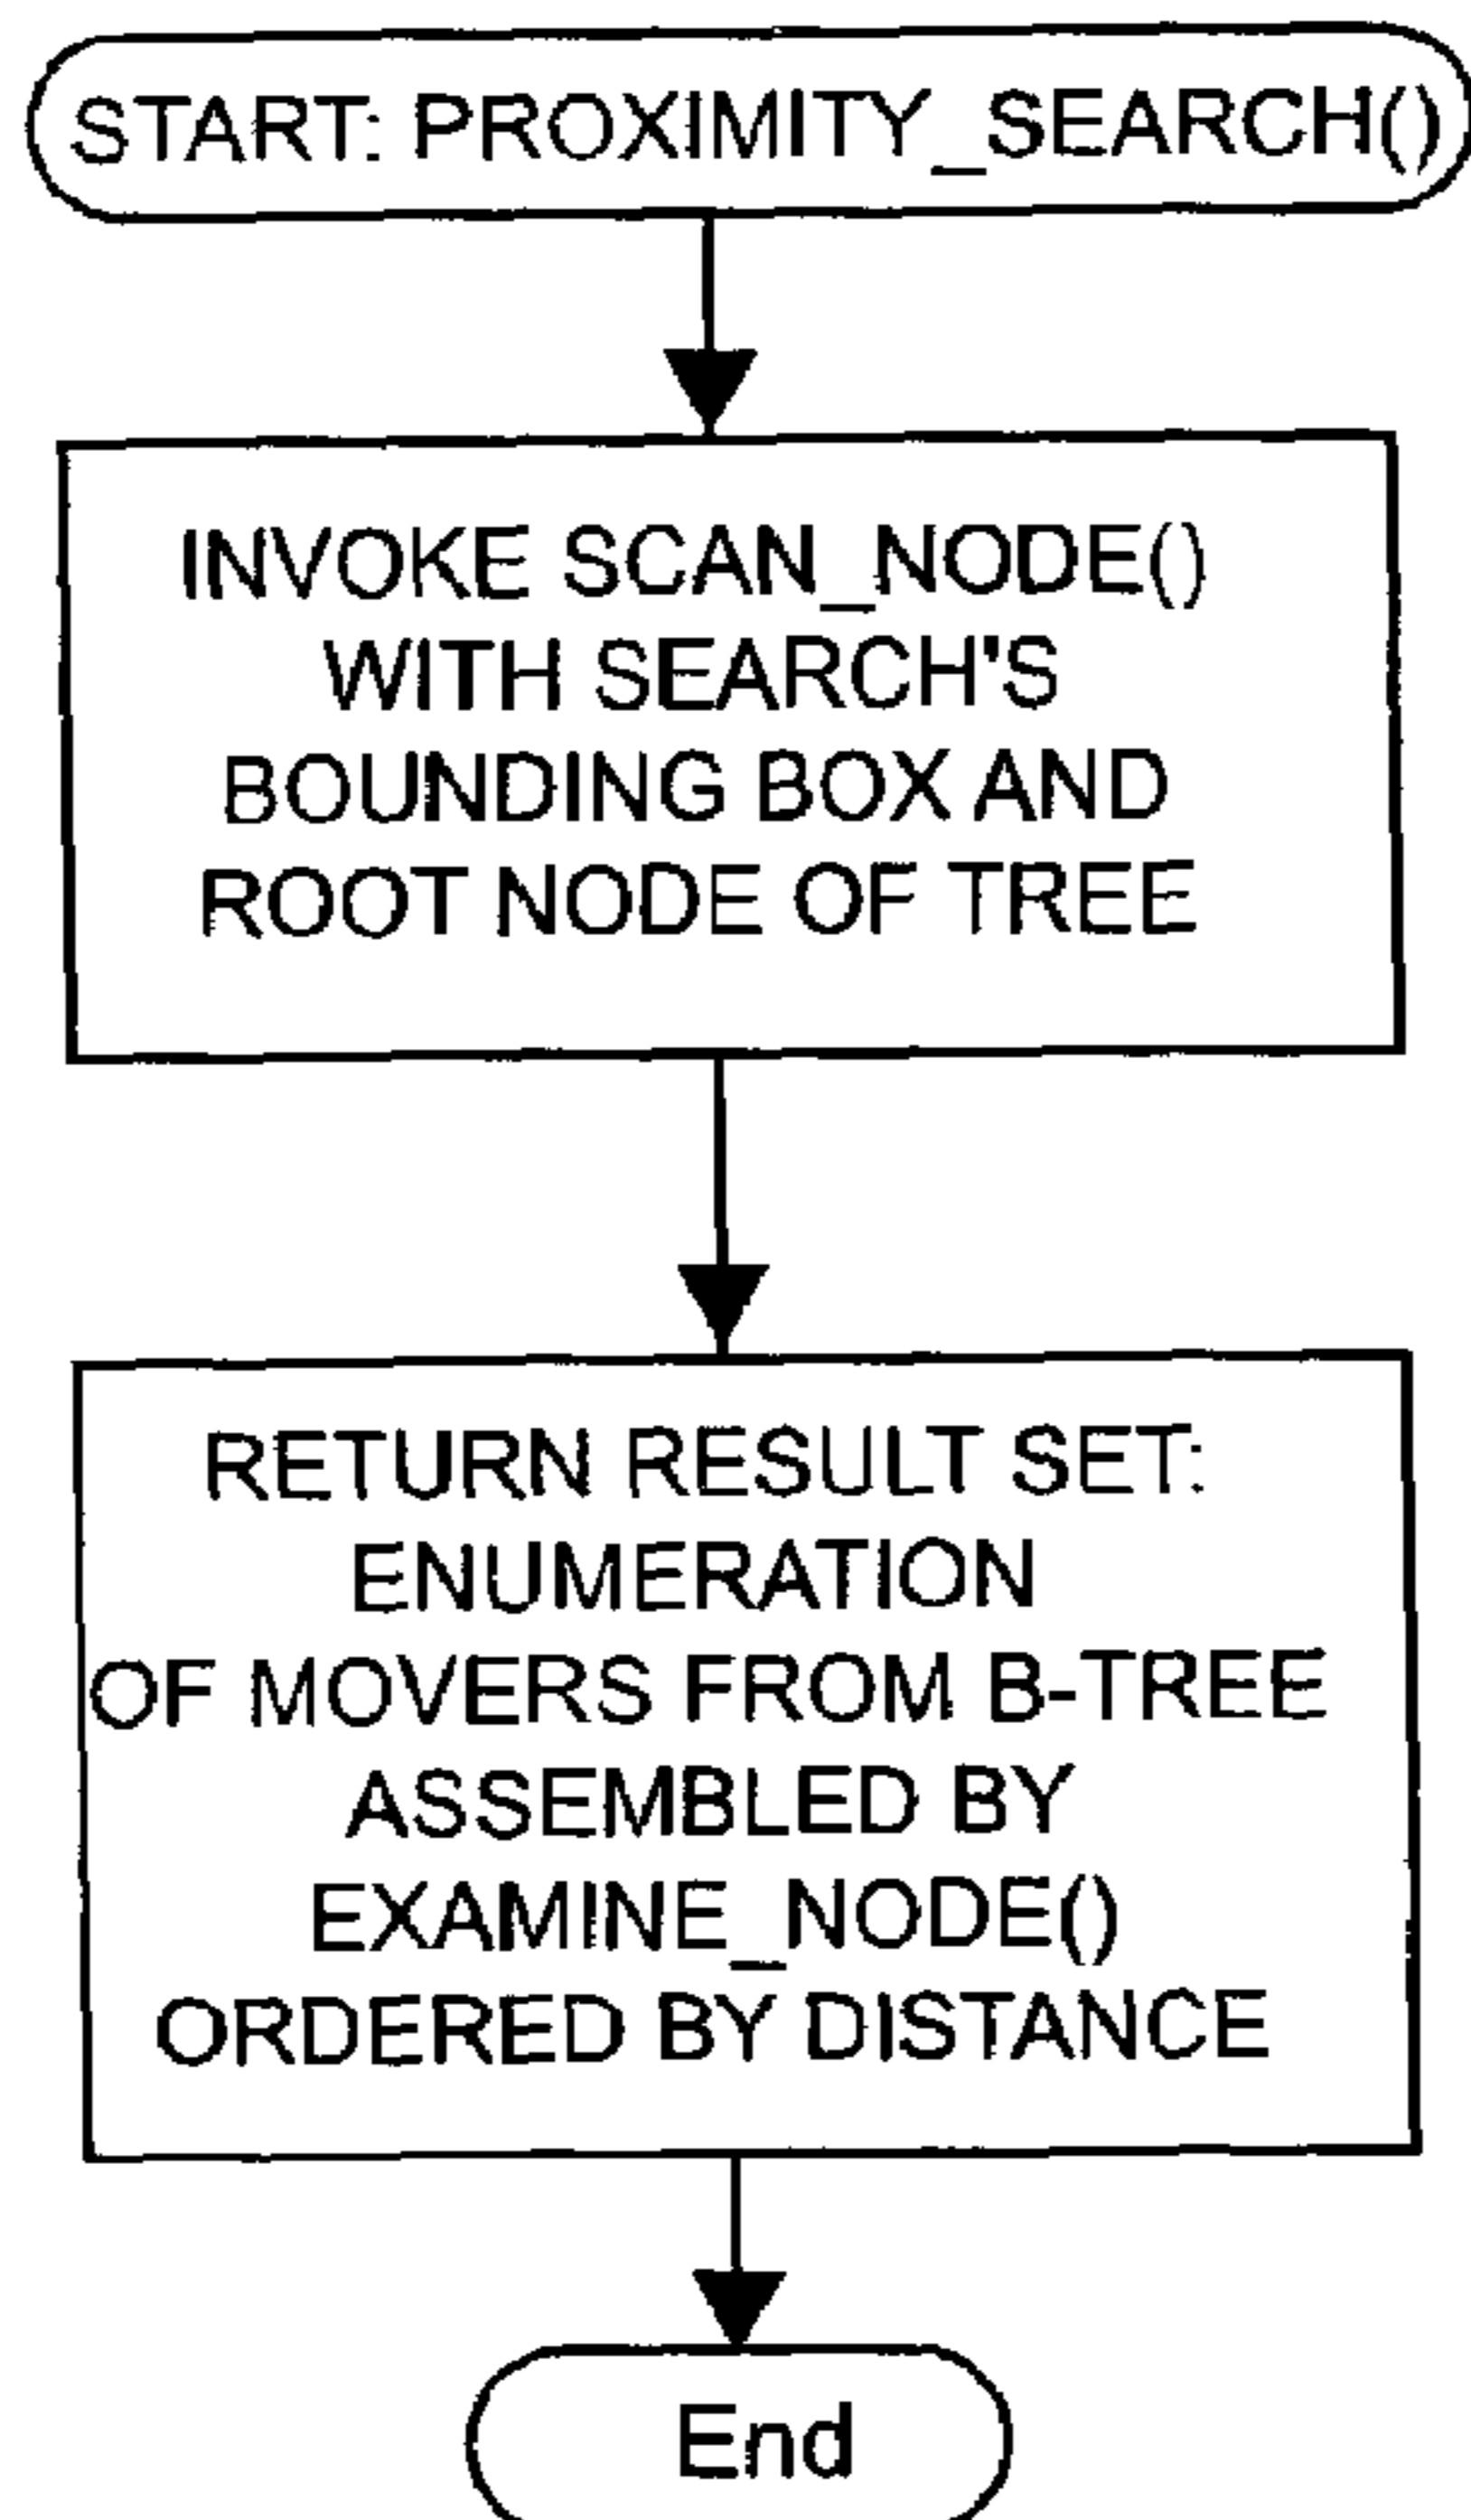 START: PROXIMITY_SEARCH()
INVOKE SCAN_NODE()
WITH SEARCH'S
BOUNDING BOX AND
ROOT NODE OF TREE
RETURN RESULT SET:
ENUMERATION
OF MOVERS FROM B-TREE
ASSEMBLED BY
EXAMINE_NODE()
ORDERED BY DISTANCE
End